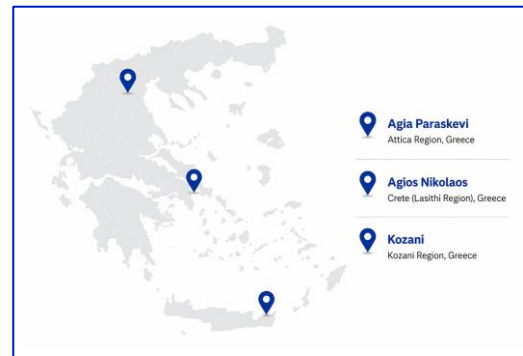 Agia Paraskevi
Attica Region, Greece
Agios Nikolaos
Crete (Lasithi Region), Greece
Kozani
Kozani Region, Greece